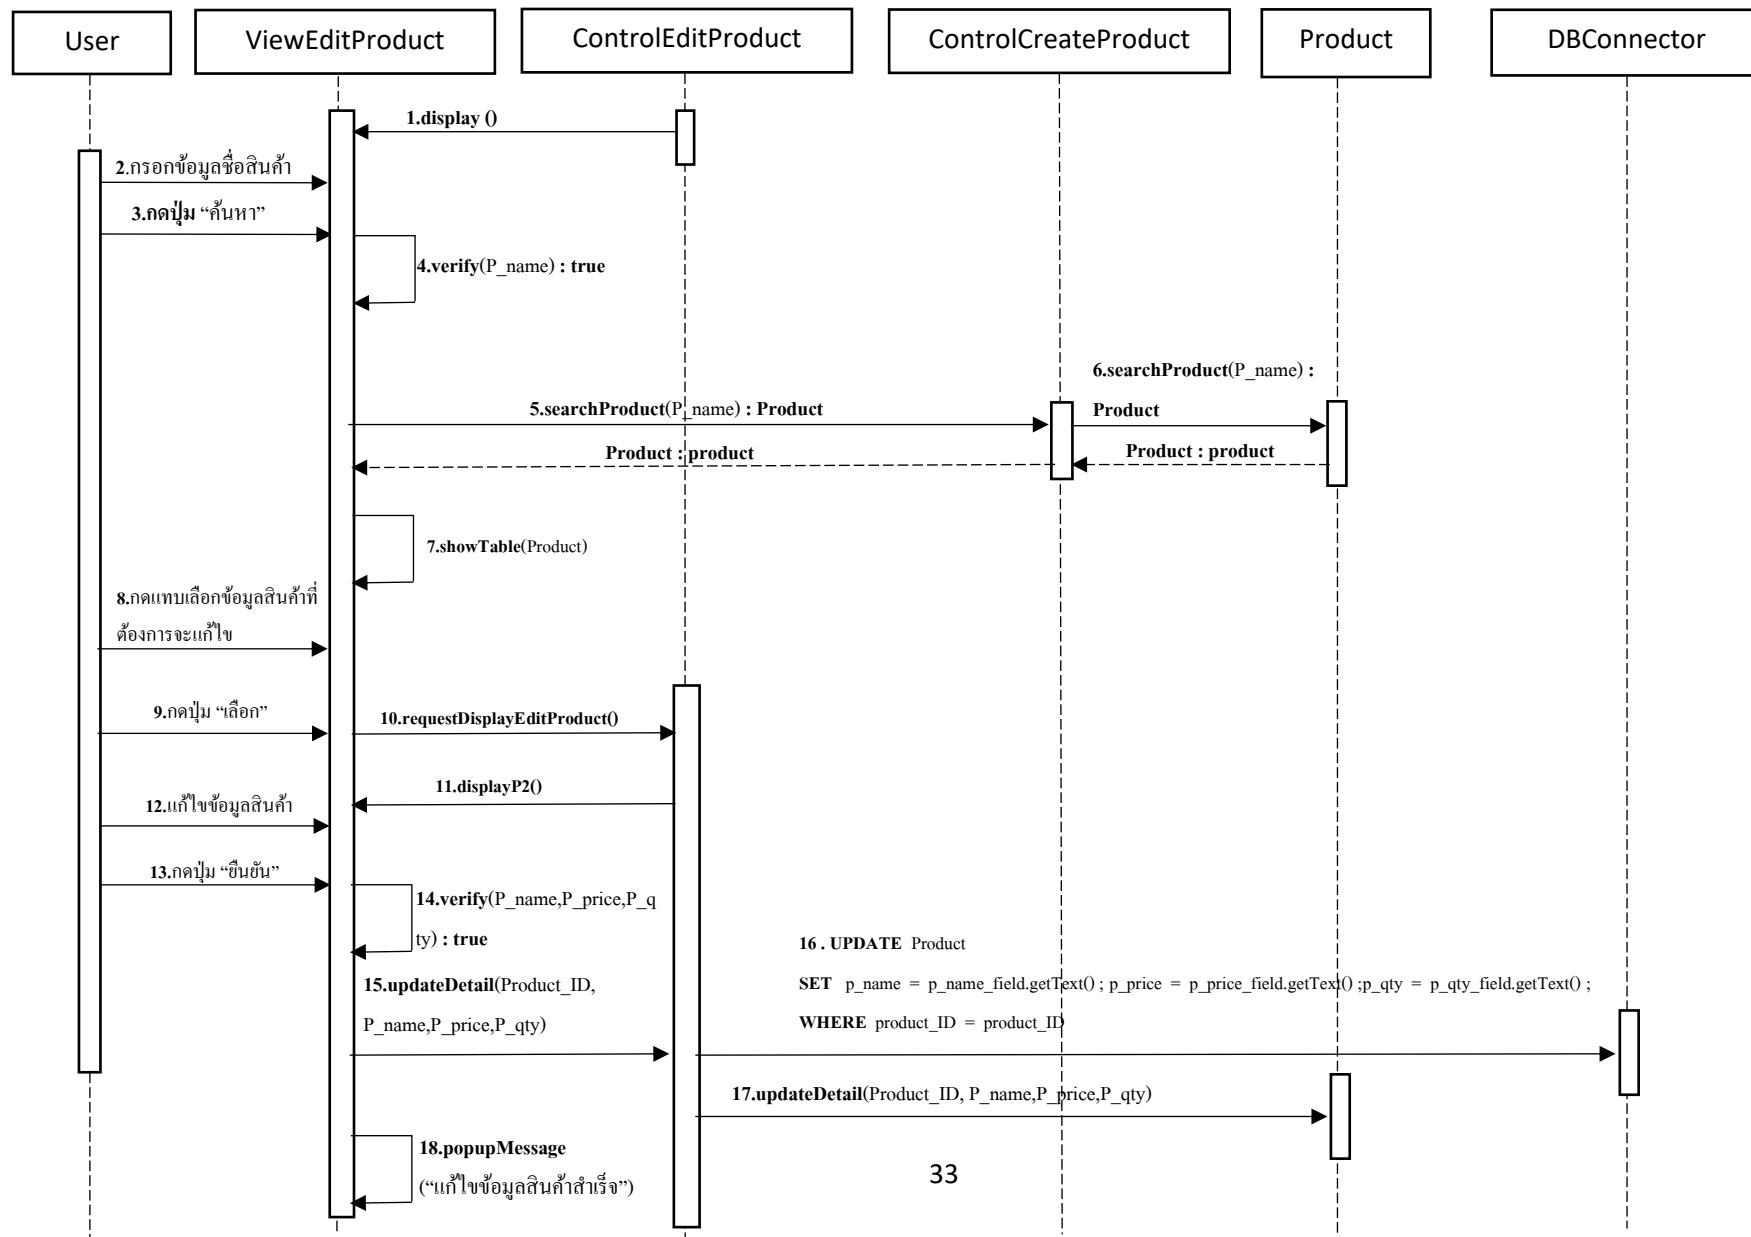 User
ViewEditProduct
ControlEditProduct
ControlCreateProduct
Product
DBConnector
1.display ()
2.กรอกข้อมูลชื่อสินค้า
3.กดปุ่ม “ค้นหา”
4.verify(P_name) : true
6.searchProduct(P_name) :
Product
5.searchProduct(P_name) : Product
Product : product
Product : product
7.showTable(Product)
8.กดแทบเลือกข้อมูลสินค้าที่
ต้องการจะแก้ไข
9.กดปุ่ม “เลือก”
10.requestDisplayEditProduct()
11.displayP2()
12.แก้ไขข้อมูลสินค้า
13.กดปุ่ม “ยืนยัน”
14.verify(P_name,P_price,P_q
ty) : true
15.updateDetail(Product_ID,
P_name,P_price,P_qty)
16 . UPDATE Product
SET p_name = p_name_field.getText() ; p_price = p_price_field.getText() ;p_qty = p_qty_field.getText() ;
WHERE product_ID = product_ID
17.updateDetail(Product_ID, P_name,P_price,P_qty)
18.popupMessage
(“แก้ไขข้อมูลสินค้าสำเร็จ”)
33